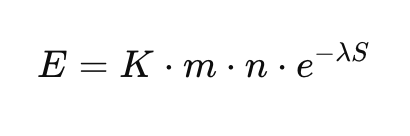 E = K · m · n · e^{−λS}